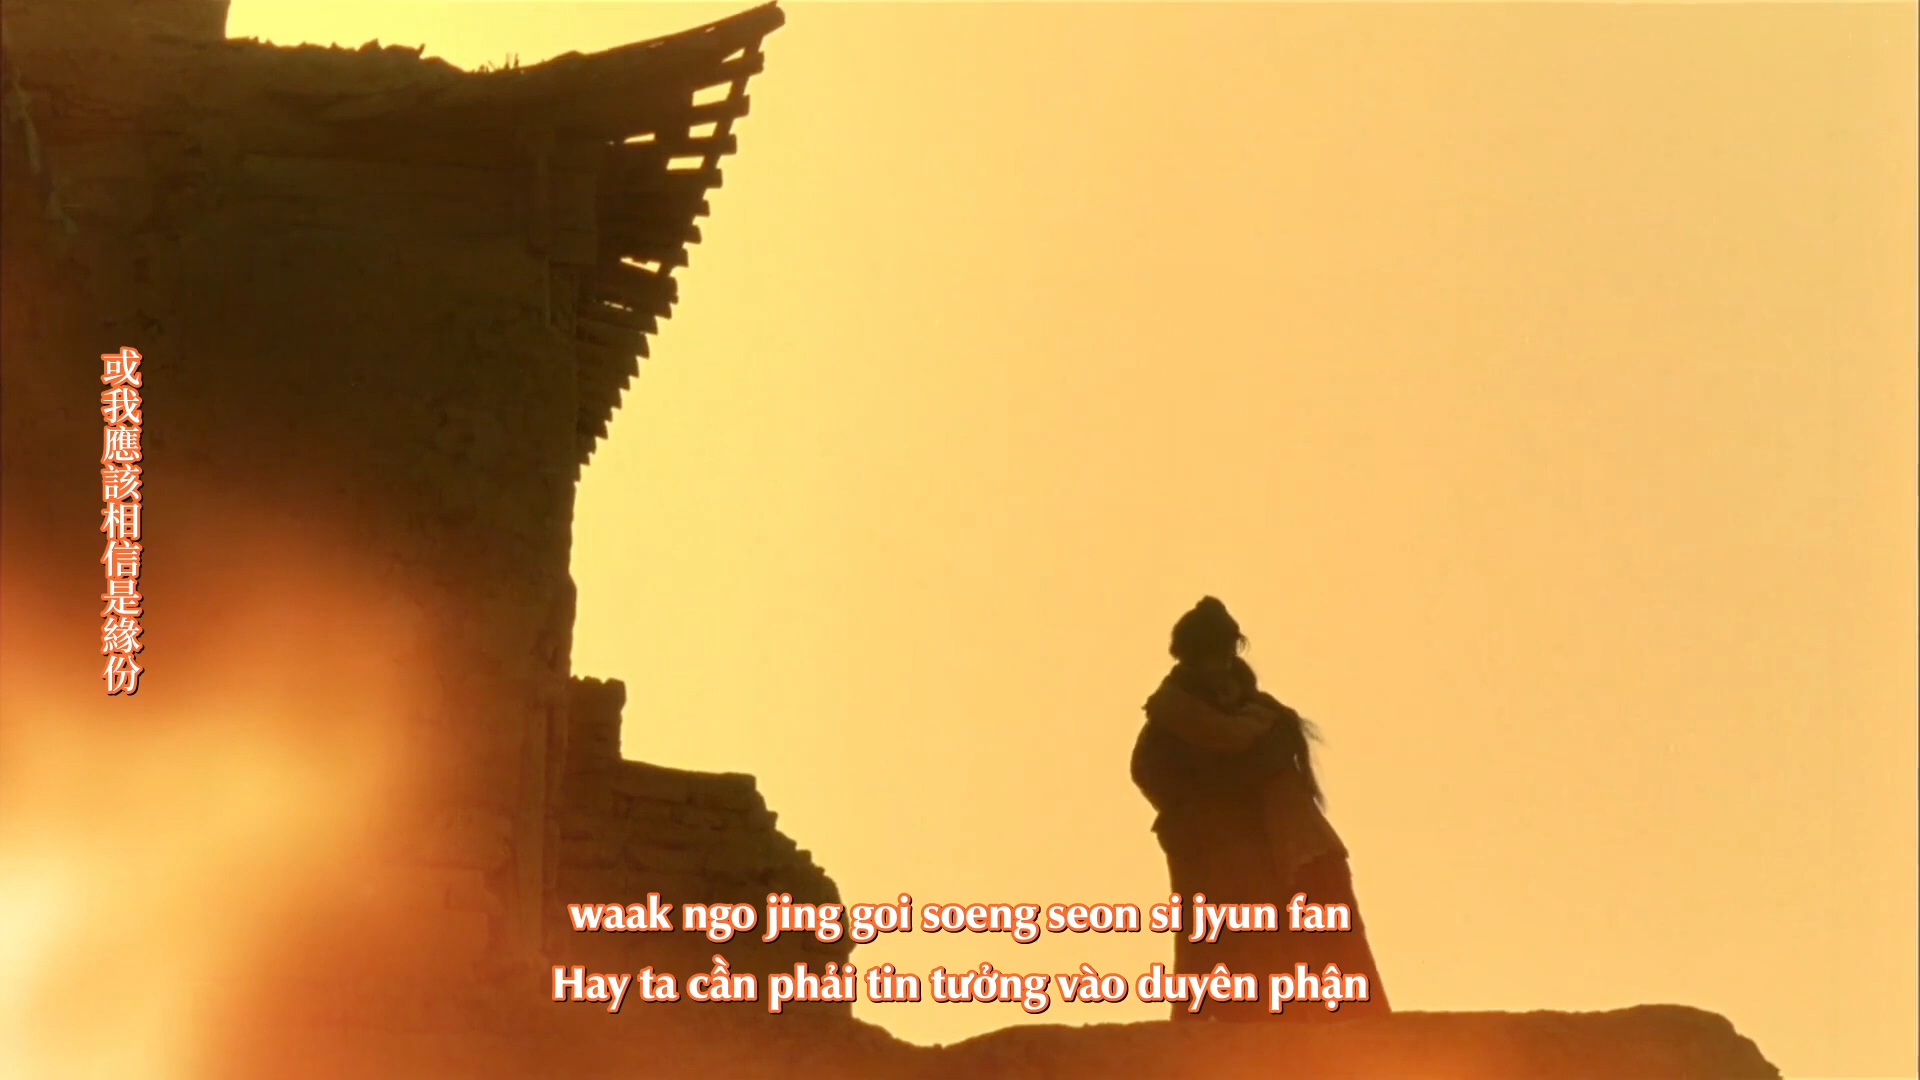 或我應該相信是緣份
waak ngo jing goi soeng seon si jyun fan
Hay ta cần phải tin tưởng vào duyên phận